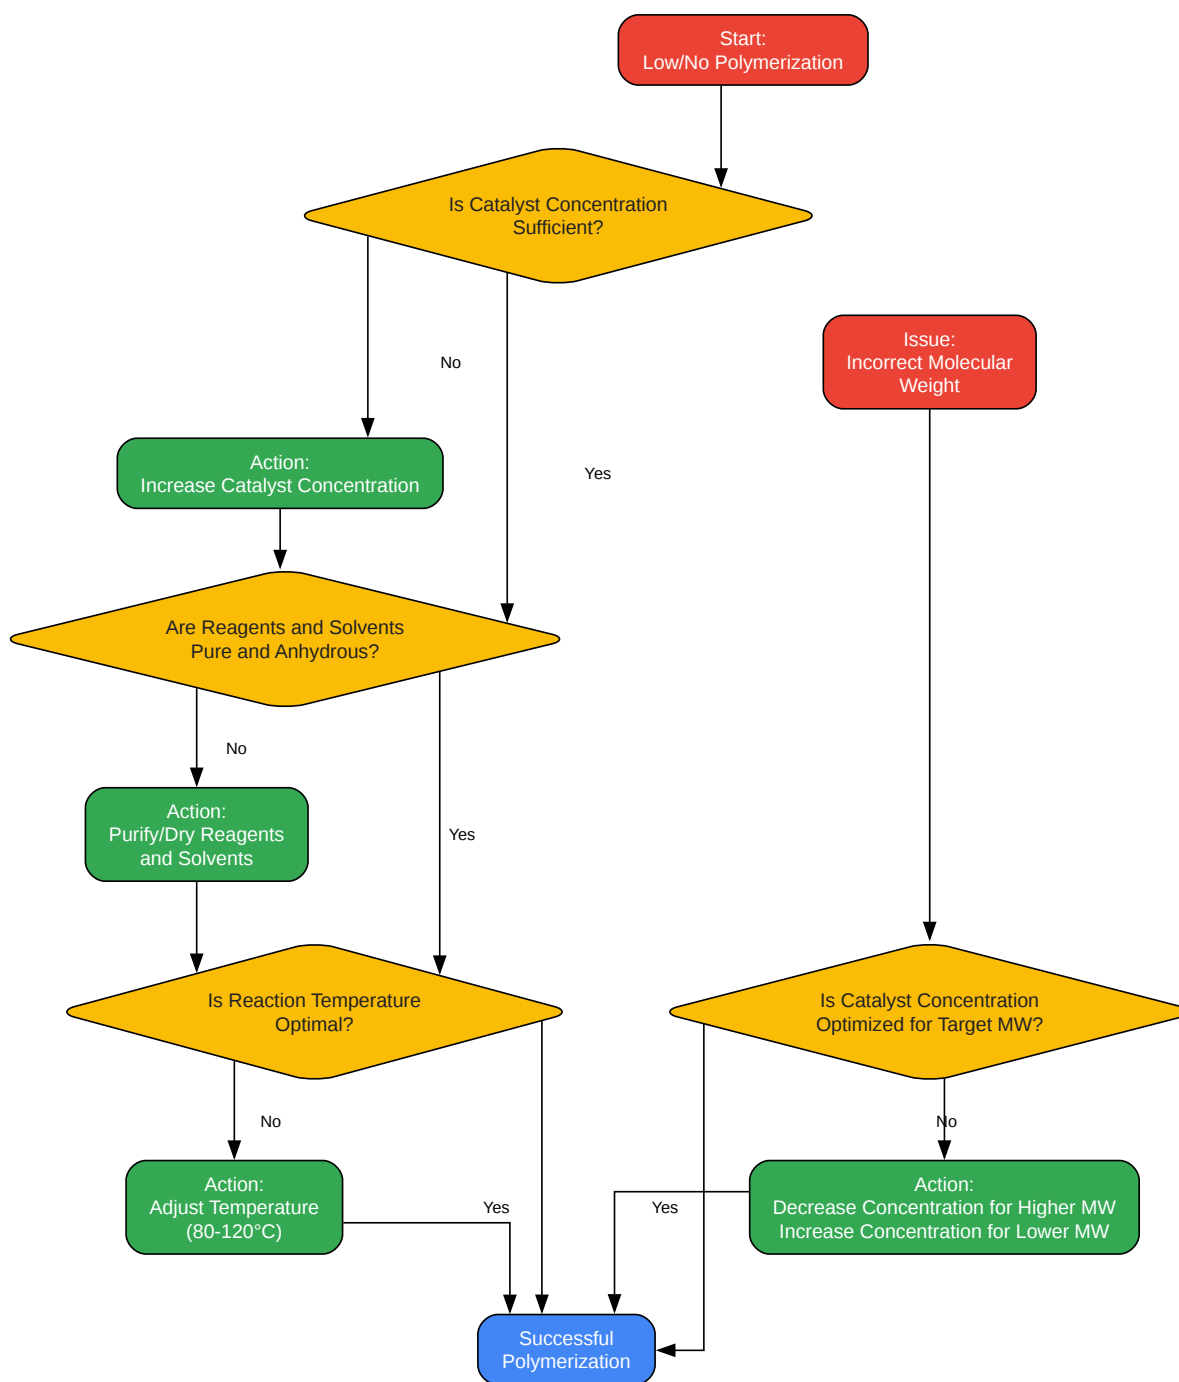 Start:
Low/No Polymerization
Is Catalyst Concentration
Sufficient?
No
Yes
Issue:
Incorrect Molecular
Weight
Action:
Increase Catalyst Concentration
Are Reagents and Solvents
Pure and Anhydrous?
No
Yes
Action:
Purify/Dry Reagents
and Solvents
Is Reaction Temperature
Optimal?
Is Catalyst Concentration
Optimized for Target MW?
No
No
Action:
Adjust Temperature
(80-120°C)
Yes
Yes
Action:
Decrease Concentration for Higher MW
Increase Concentration for Lower MW
Successful
Polymerization